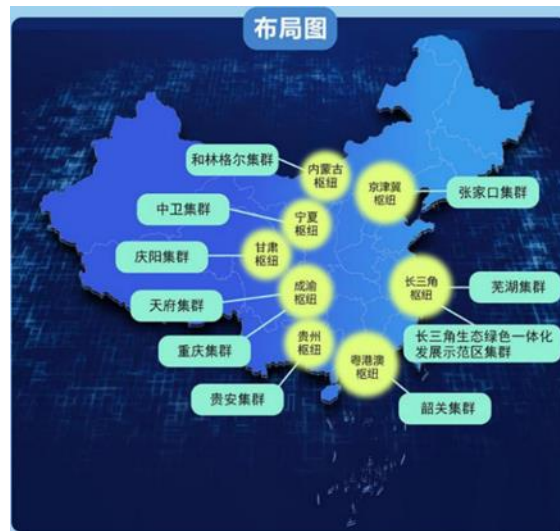 布局图
和林格尔集群
内蒙古
枢纽
京津冀
枢纽
张家口集群
中卫集群
宁夏
枢纽
庆阳集群
甘肃
枢纽
天府集群
成渝
枢纽
长三角
枢纽
芜湖集群
重庆集群
贵州
枢纽
长三角生态绿色一体化
发展示范区集群
贵安集群
粤港澳
枢纽
韶关集群